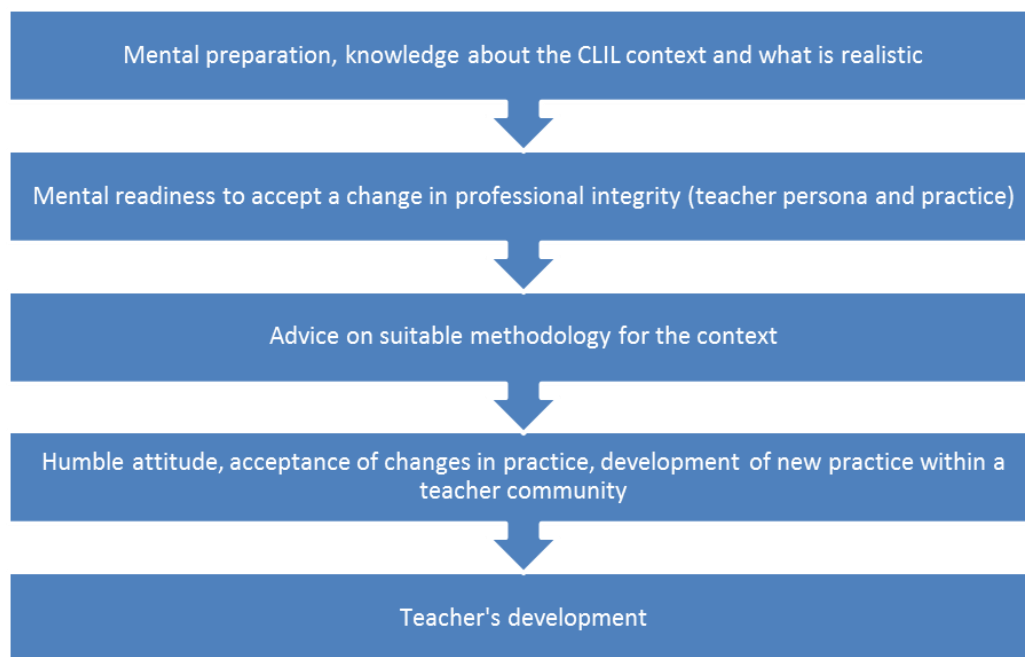 Mental preparation, knowledge about the CLIL context and what is realistic
Mental readiness to accept a change in professional integrity (teacher persona and practice)
Advice on suitable methodology for the context
Humble attitude, acceptance of changes in practice, development of new practice within a
teacher community
Teacher's development